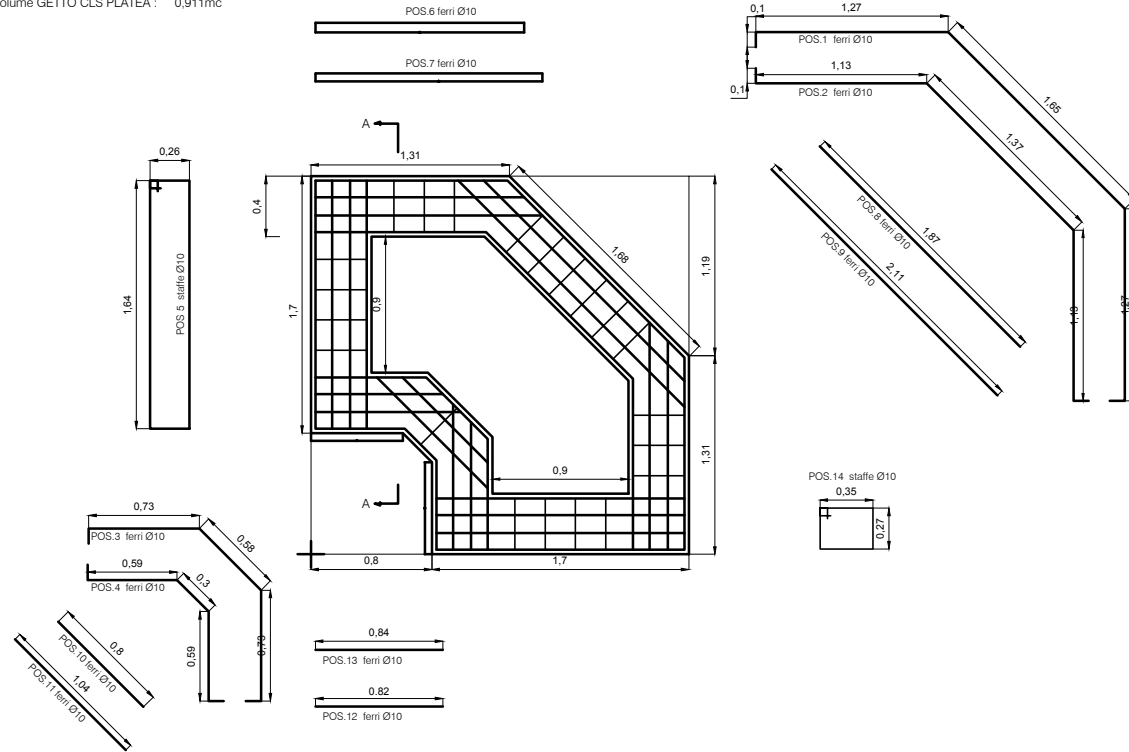 olume GETTO CLS PLATEA : 0,911mc
POS.6 ferri Ø10
POS.7 ferri Ø10
0,1
1,27
POS.1 ferri Ø10
1,13
0,1
POS.2 ferri Ø10
1,65
1,37
1,13
1,27
POS.8 ferri Ø10
1,87
POS.9 ferri Ø10
2,11
A
1,31
0,4
1,7
0,9
1,68
1,19
1,31
0,9
A
0,8
1,7
0,26
1,64
POS 5 staffe Ø10
POS.14 staffe Ø10
0,35
0,27
0,73
POS.3 ferri Ø10
0,58
0,59
POS.4 ferri Ø10
0,3
0,59
0,73
0,8
POS.10 ferri Ø10
1,04
POS.11 ferri Ø10
0,84
POS.13 ferri Ø10
0.82
POS.12 ferri Ø10